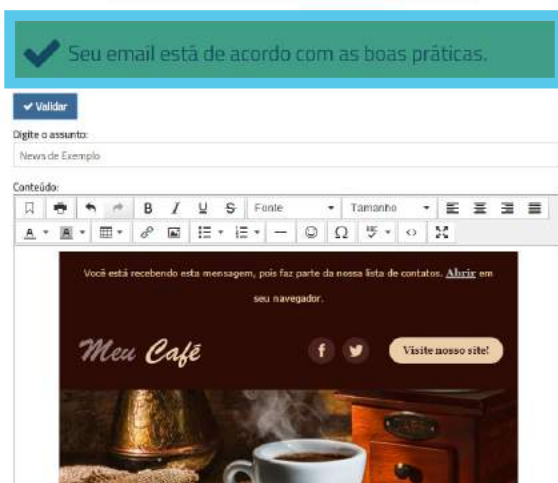 Seu email está de acordo com as boas práticas.
Validar
Digite o assunto:
News de Exemplo
Conteúdo:
B I U S Fonte Tamanho
A A
Você está recebendo esta mensagem, pois faz parte da nossa lista de contatos. Abrir em
seu navegador.
Meu Café
Visite nosso site!